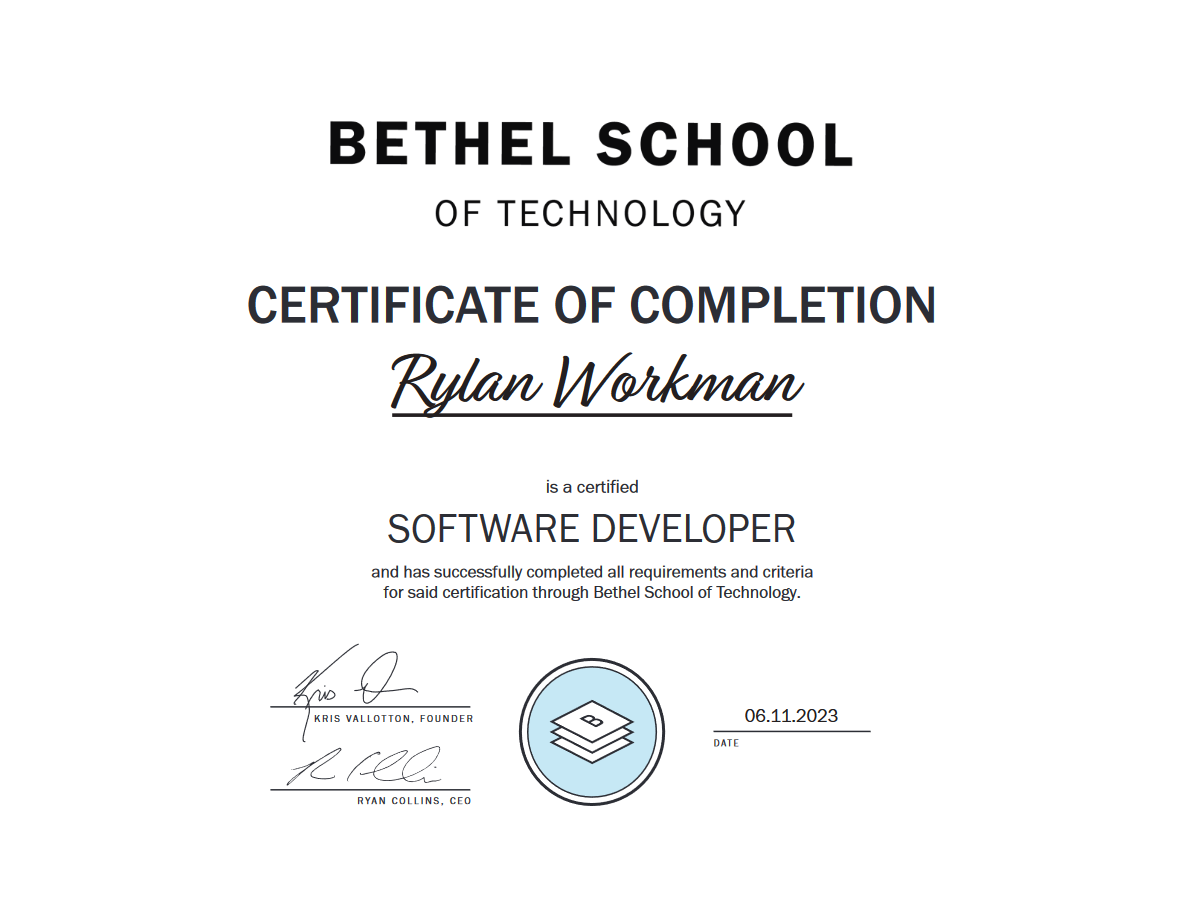 BETHEL SCHOOL
OF TECHNOLOGY
CERTIFICATE OF COMPLETION
Rylan Workman
is a certified
SOFTWARE DEVELOPER
and has successfully completed all requirements and criteria
for said certification through Bethel School of Technology.
KRIS VALLOTTON, FOUNDER
RYAN COLLINS, CEO
B
06.11.2023
DATE